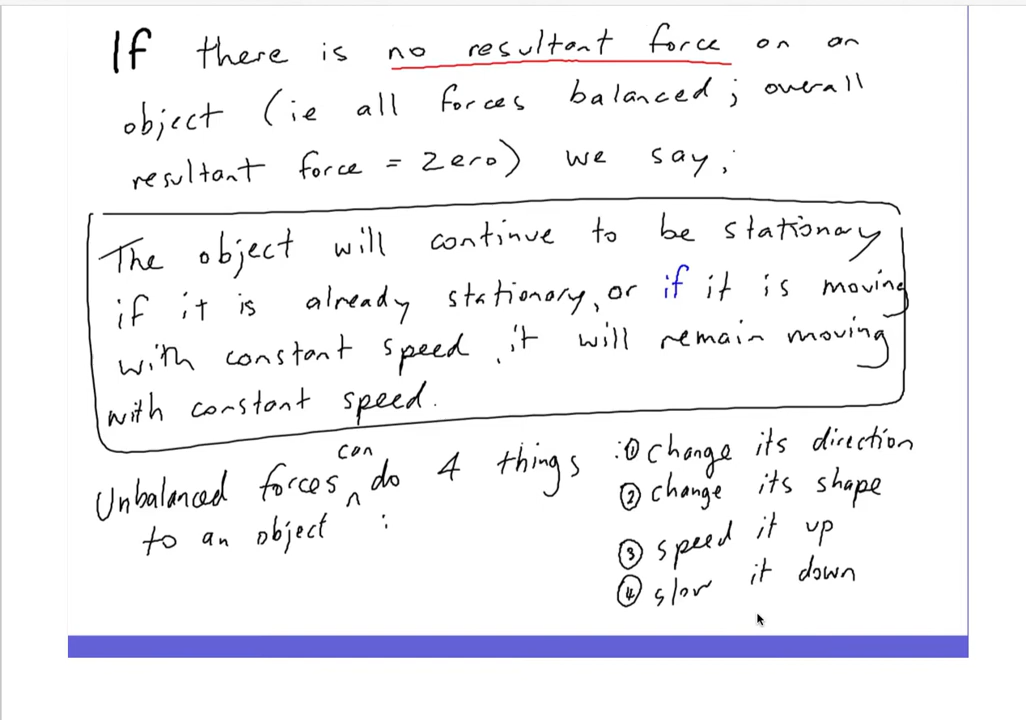 If there is no resultant force on an
object (ie all forces balanced; overall
resultant force = zero) we say;
The object will continue to be stationary
if it is already stationary, or if it is moving
with constant speed, it will remain moving
with constant speed.
Unbalanced forces can do 4 things
to an object :
:① change its direction
② change its shape
③ speed it up
④ slow it down